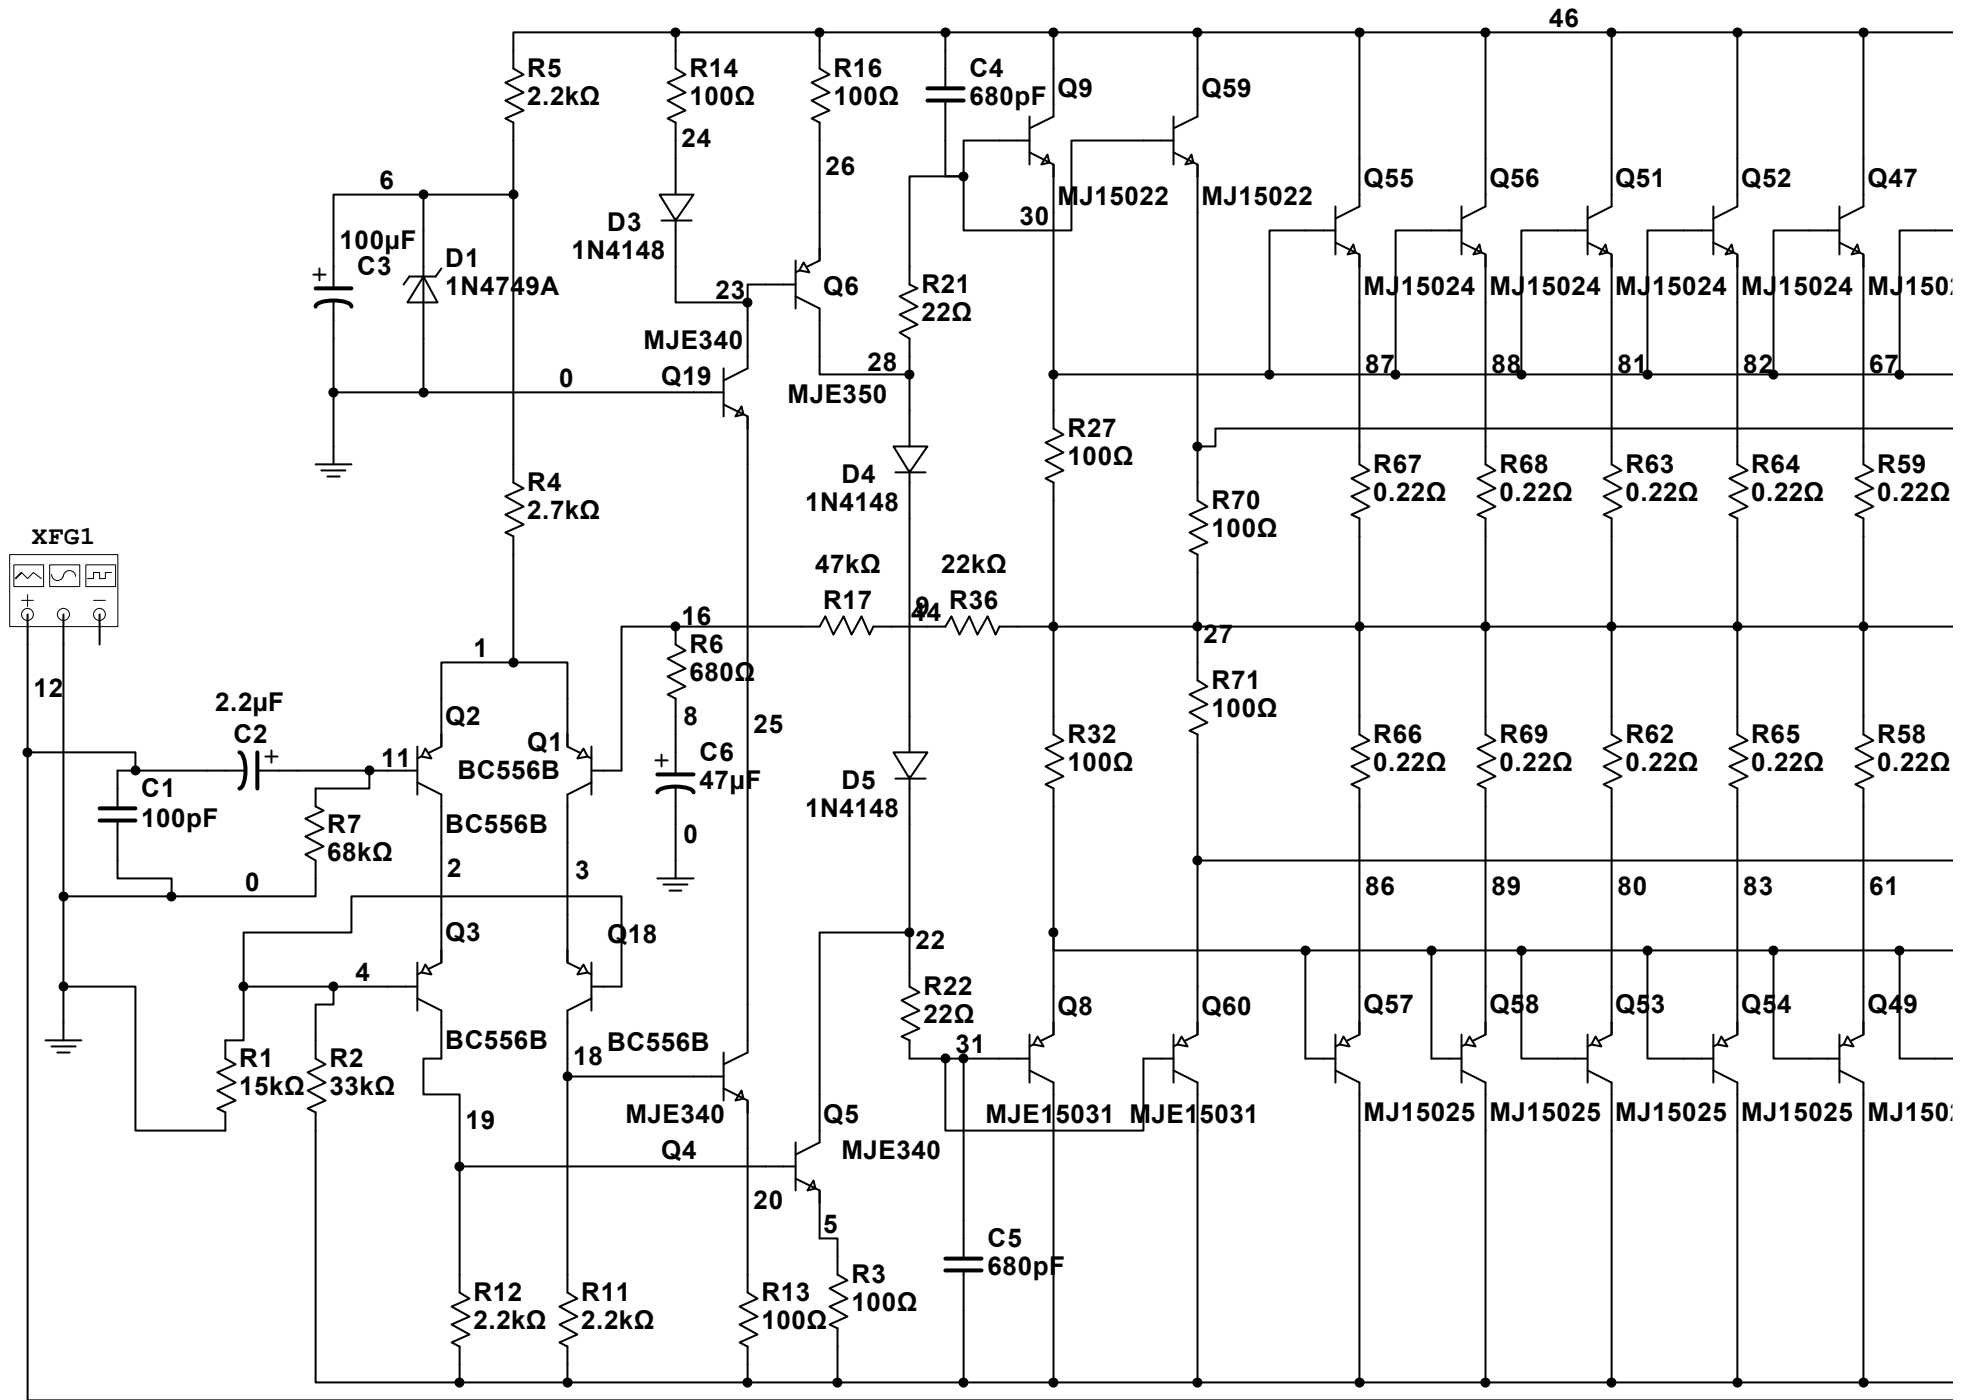 46
R5
2.2kΩ
R14
100Ω
R16
100Ω
C4
680pF
Q9
Q59
24
26
6
Q55
Q56
Q51
Q52
Q47
MJ15022
MJ15022
30
D3
1N4148
100µF
C3
D1
1N4749A
23
Q6
R21
22Ω
MJ15024
MJ15024
MJ15024
MJ15024
MJE340
Q19
0
28
MJE350
87
88
81
82
67
R27
100Ω
D4
1N4148
R67
0.22Ω
R68
0.22Ω
R63
0.22Ω
R64
0.22Ω
R59
0.22Ω
R4
2.7kΩ
R70
100Ω
XFG1
47kΩ
R17
22kΩ
R36
44
16
27
1
R6
680Ω
12
2.2µF
C2
Q2
Q1
BC556B
8
25
R71
100Ω
11
C6
47µF
R32
100Ω
R66
0.22Ω
R69
0.22Ω
R62
0.22Ω
R65
0.22Ω
R58
0.22Ω
C1
100pF
D5
1N4148
R7
68kΩ
BC556B
0
0
2
3
86
89
80
83
61
Q3
Q18
22
4
R22
22Ω
Q8
Q60
Q57
Q58
Q53
Q54
Q49
BC556B
BC556B
31
R1
15kΩ
R2
33kΩ
18
MJE340
MJE15031
MJE15031
MJ15025
MJ15025
MJ15025
MJ15025
19
Q4
Q5
MJE340
20
5
C5
680pF
R12
2.2kΩ
R11
2.2kΩ
R13
100Ω
R3
100Ω